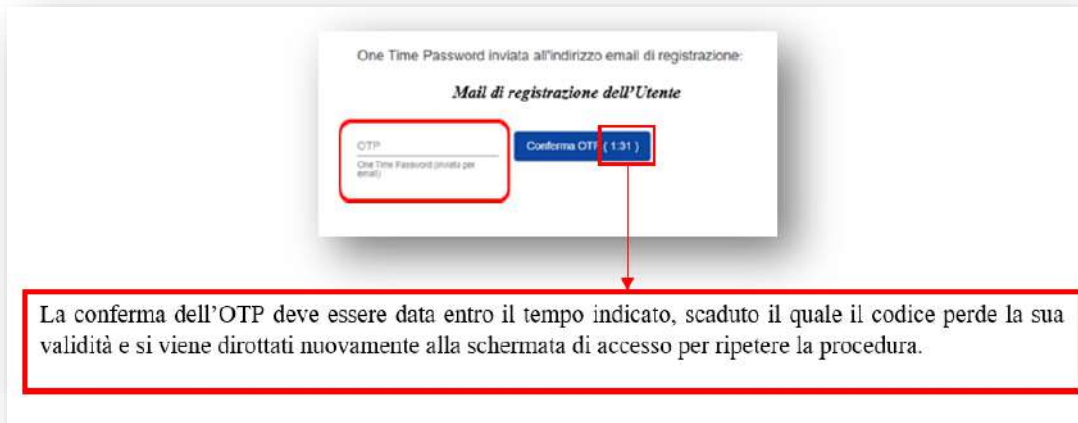 One Time Password inviata all'indirizzo email di registrazione:
Mail di registrazione dell'Utente
OTP
Conferma OTP ( 1:31 )
One Time Password (inviata per
email)
La conferma dell'OTP deve essere data entro il tempo indicato, scaduto il quale il codice perde la sua
validità e si viene dirottati nuovamente alla schermata di accesso per ripetere la procedura.